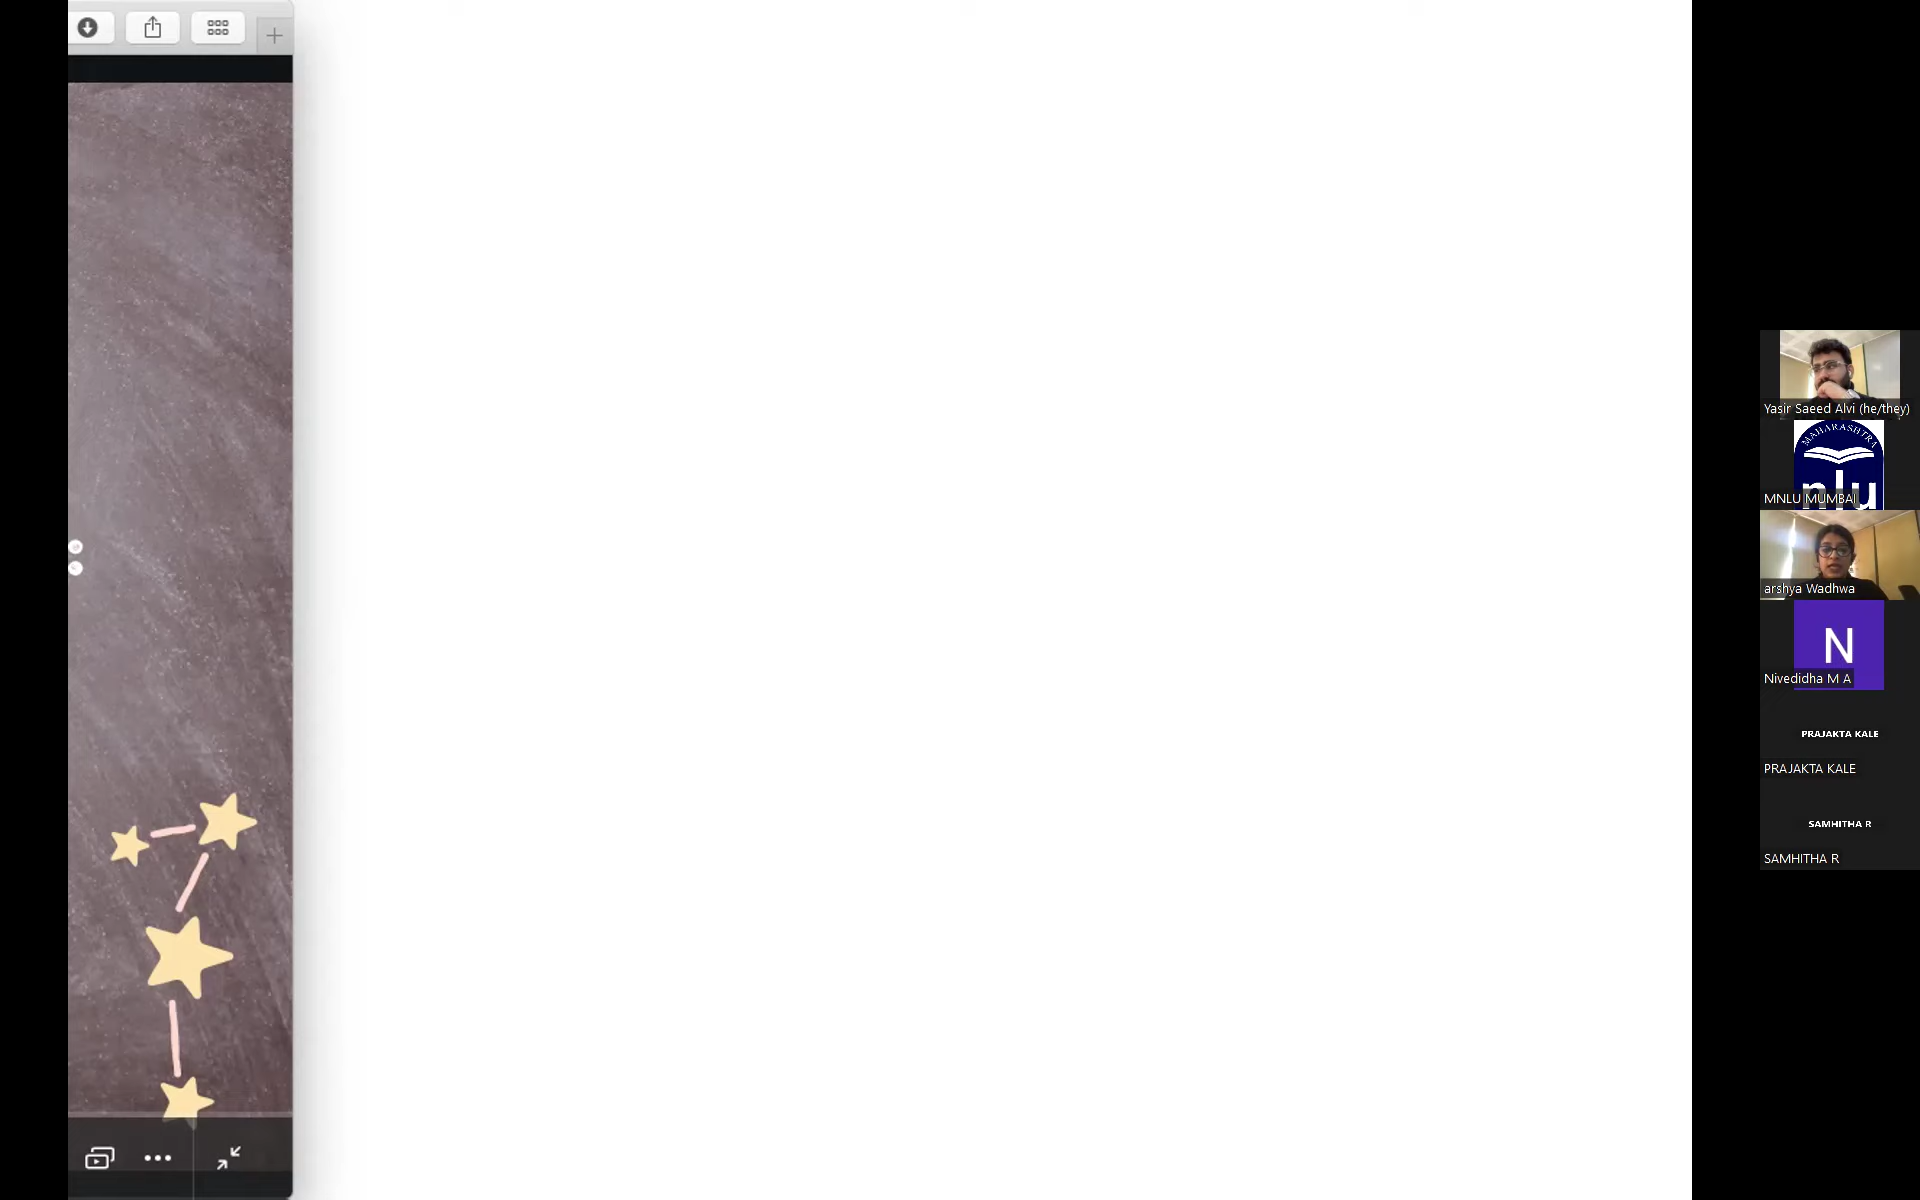 Yasir Saeed Alvi (he/they)
MAHARASHTRA
nlu
MNLU MUMBAI
arshya Wadhwa
N
Nivedidha M A
PRAJAKTA KALE
PRAJAKTA KALE
SAMHITHA R
SAMHITHA R